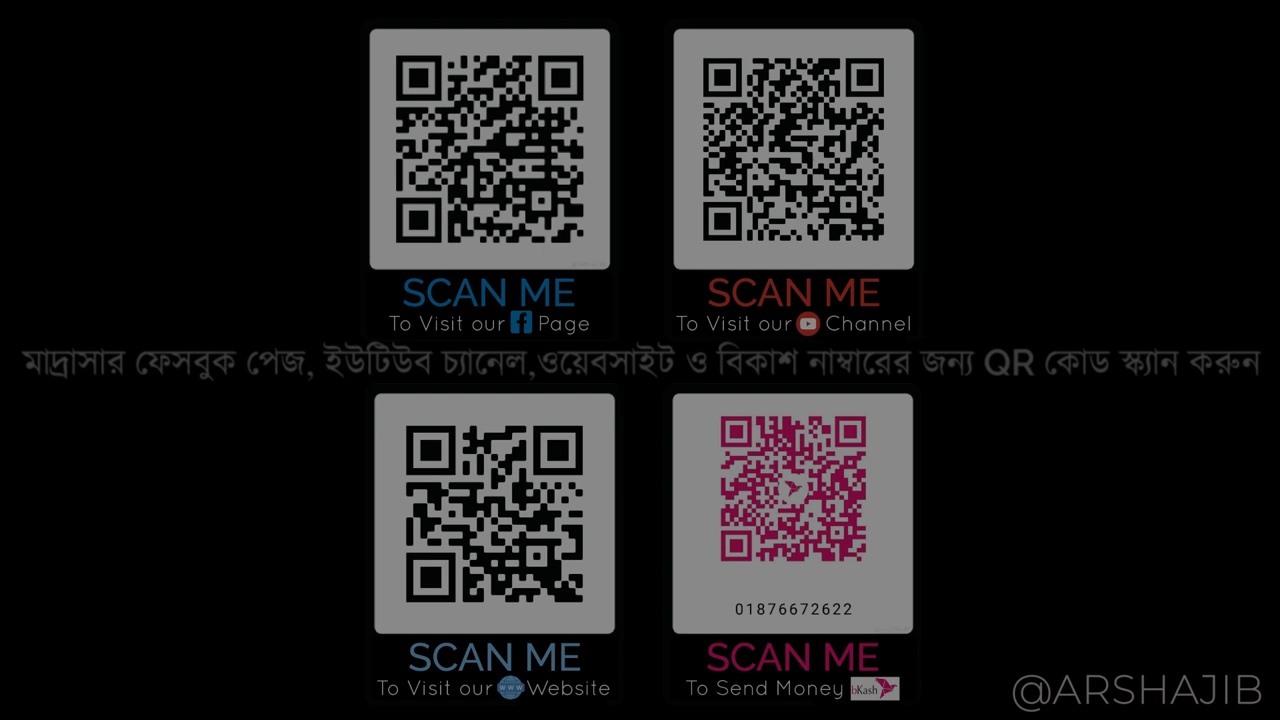 SCAN ME
To Visit our Page
SCAN ME
To Visit our Channel
মাদ্রাসার ফেসবুক পেজ, ইউটিউব চ্যানেল,ওয়েবসাইট ও বিকাশ নাম্বারের জন্য QR কোড স্ক্যান করুন
SCAN ME
To Visit our www Website
01876672622
SCAN ME
To Send Money bKash
@ARSHAJIB